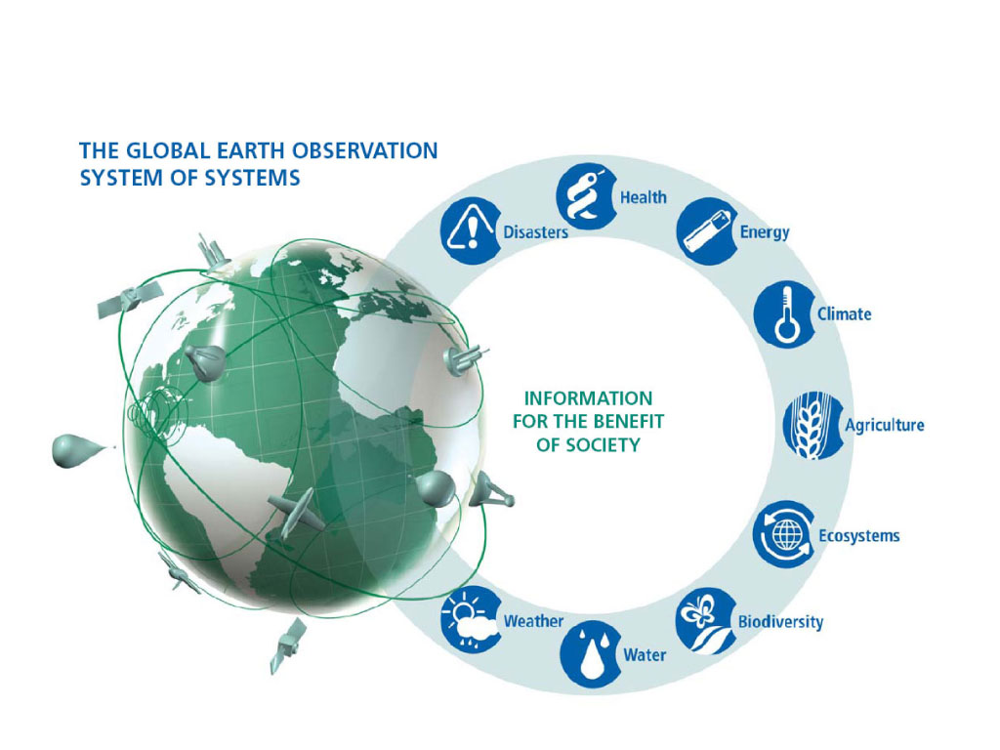 THE GLOBAL EARTH OBSERVATION
SYSTEM OF SYSTEMS
Health
Disasters
Energy
Climate
INFORMATION
FOR THE BENEFIT
OF SOCIETY
Agriculture
Ecosystems
Weather
Biodiversity
Water